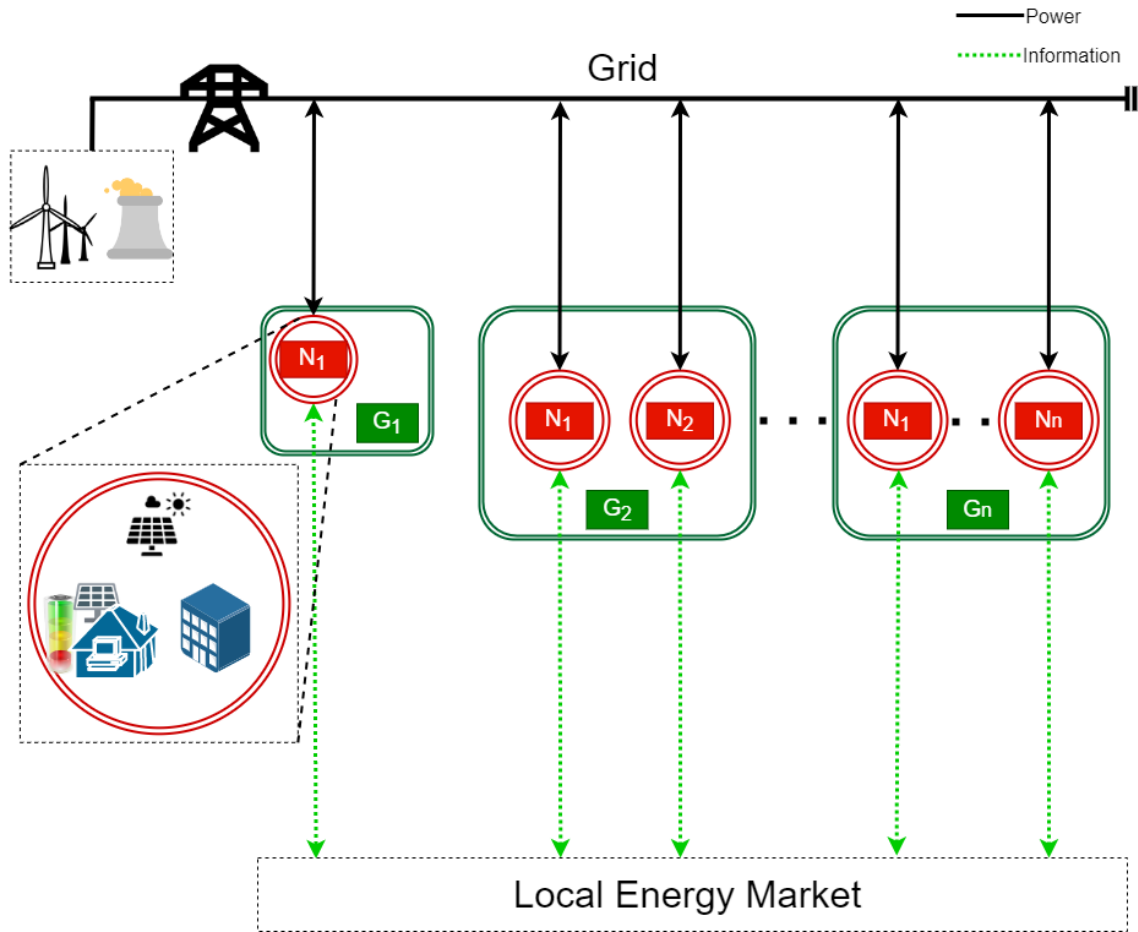 Power
Information
Grid
N₁
G₁
N₁
N₂
G₂
N₁
Nn
Gn
Local Energy Market